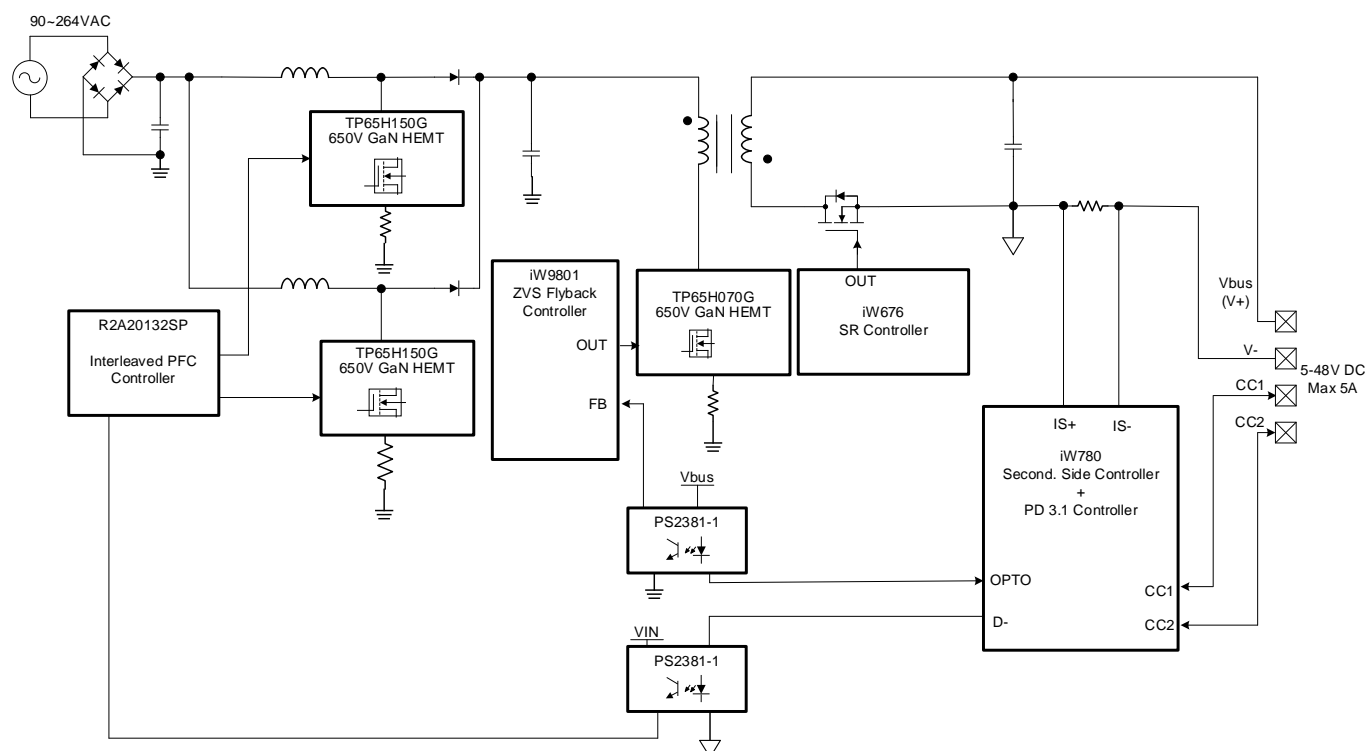 90~264VAC
TP65H150G
650V GaN HEMT
iW9801
ZVS Flyback
Controller
OUT
FB
TP65H070G
650V GaN HEMT
OUT
iW676
SR Controller
Vbus
(V+)
V-
5-48V DC
Max 5A
CC1
CC2
R2A20132SP
Interleaved PFC
Controller
TP65H150G
650V GaN HEMT
IS+
IS-
iW780
Second. Side Controller
+
PD 3.1 Controller
OPTO
D-
CC1
CC2
Vbus
PS2381-1
VIN
PS2381-1